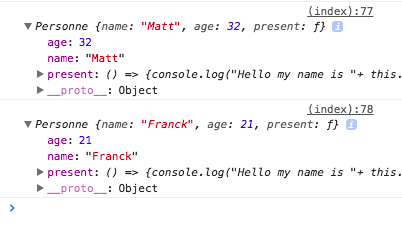 (index):77
▼ Personne {name: "Matt", age: 32, present: ƒ} i
age: 32
name: "Matt"
▶ present: () => {console.log("Hello my name is "+ this.
▶ __proto__: Object
(index):78
▼ Personne {name: "Franck", age: 21, present: ƒ} i
age: 21
name: "Franck"
▶ present: () => {console.log("Hello my name is "+ this.
▶ __proto__: Object
>